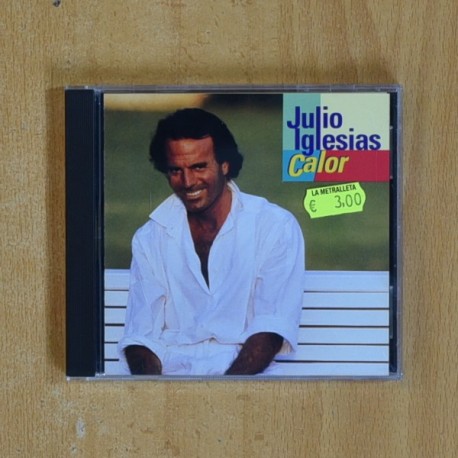 Julio
Iglesias
Calor
LA METRALLETA
€ 3.00